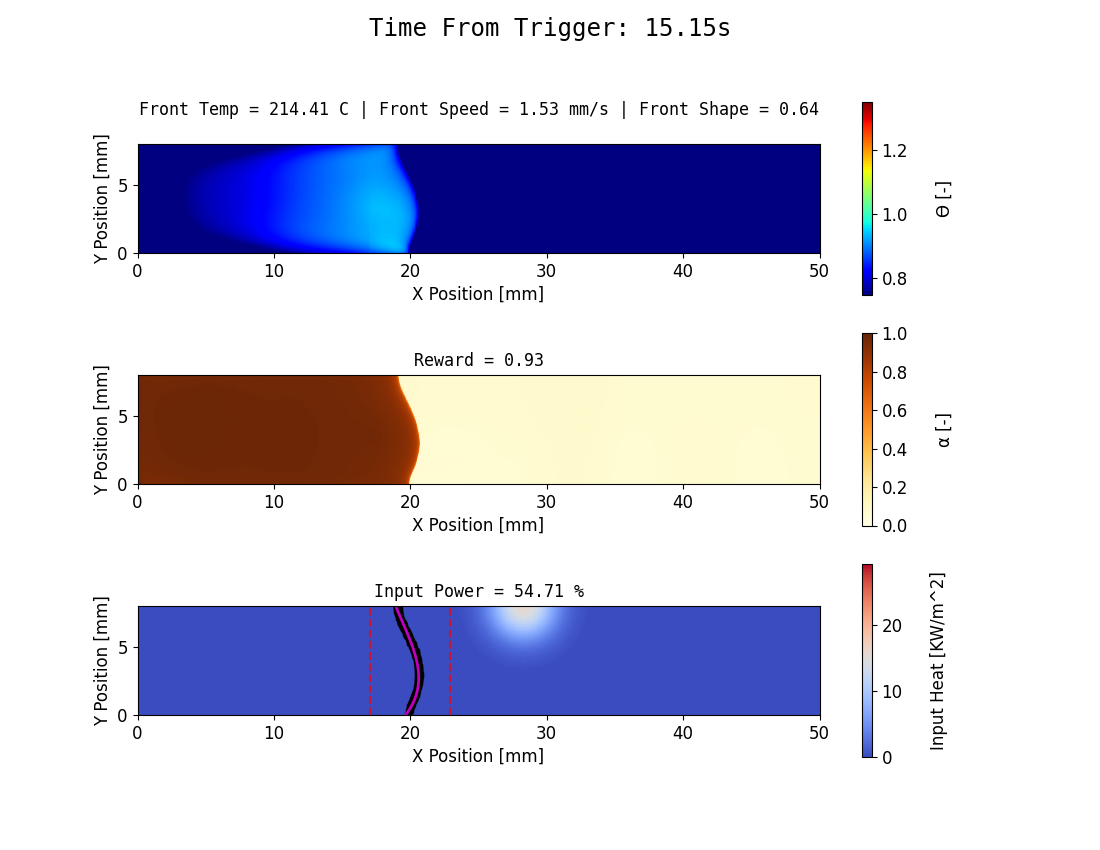 Time From Trigger: 15.15s
Front Temp = 214.41 C | Front Speed = 1.53 mm/s | Front Shape = 0.64
Y Position [mm]
5
0
0 10 20 30 40 50
X Position [mm]
1.2
1.0
0.8
Θ [-]
Reward = 0.93
Y Position [mm]
5
0
0 10 20 30 40 50
X Position [mm]
1.0
0.8
0.6
0.4
0.2
0.0
α [-]
Input Power = 54.71 %
Y Position [mm]
5
0
0 10 20 30 40 50
X Position [mm]
20
10
0
Input Heat [KW/m^2]